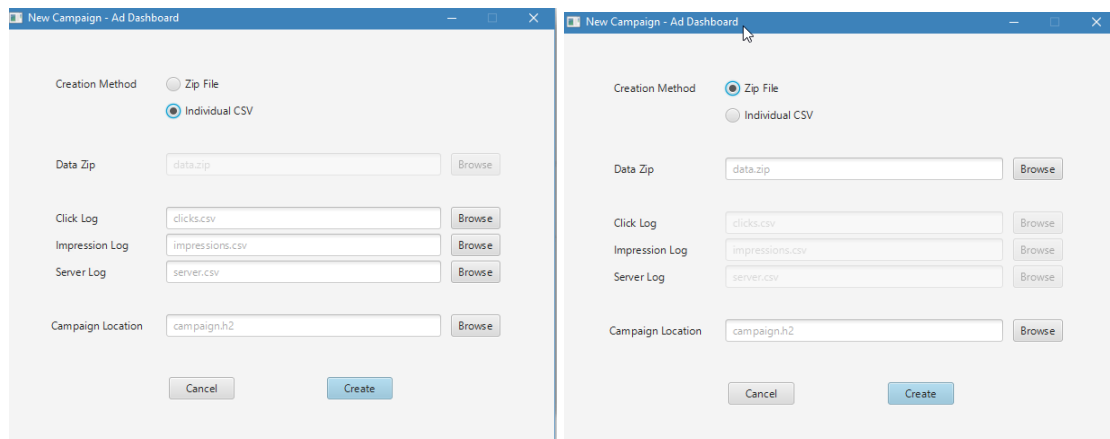 New Campaign - Ad Dashboard
Creation Method Zip File
Individual CSV
Data Zip data.zip Browse
Click Log clicks.csv Browse
Impression Log impressions.csv Browse
Server Log server.csv Browse
Campaign Location campaign.h2 Browse
Cancel Create
New Campaign - Ad Dashboard
Creation Method Zip File
Individual CSV
Data Zip data.zip Browse
Click Log clicks.csv Browse
Impression Log impressions.csv Browse
Server Log server.csv Browse
Campaign Location campaign.h2 Browse
Cancel Create